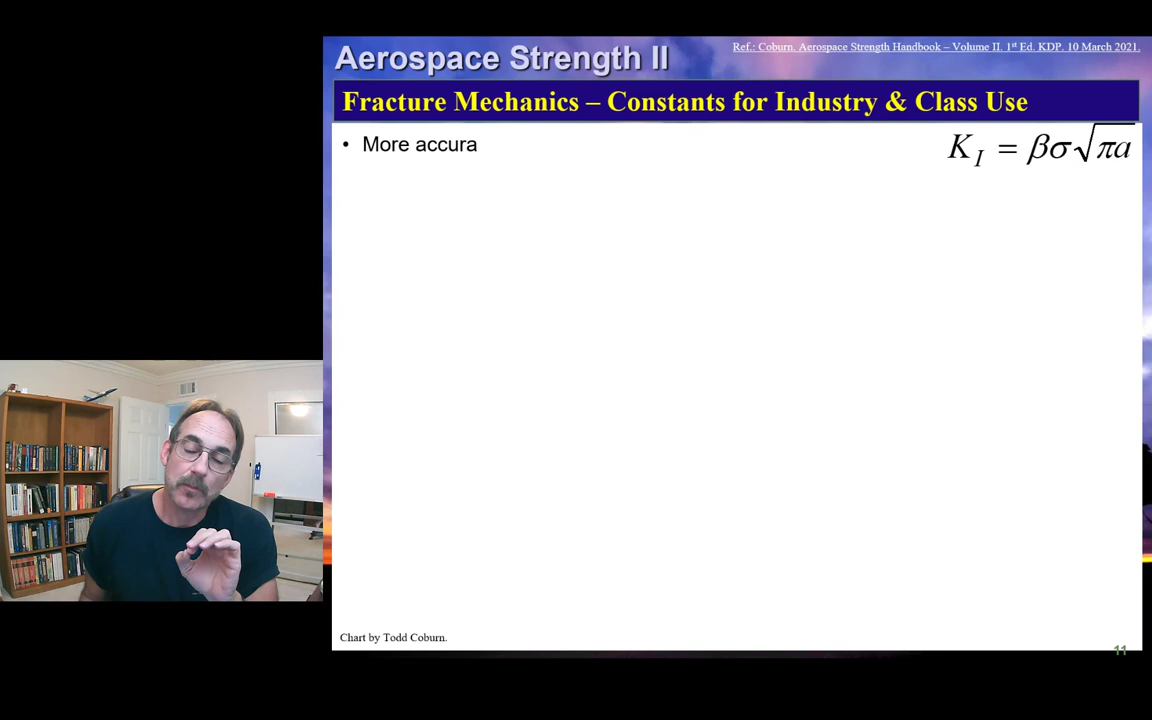 Aerospace Strength II
Ref.: Coburn. Aerospace Strength Handbook – Volume II. 1st Ed. KDP. 10 March 2021.
Fracture Mechanics – Constants for Industry & Class Use
• More accura
K_I = βσ√πa
Chart by Todd Coburn.
11